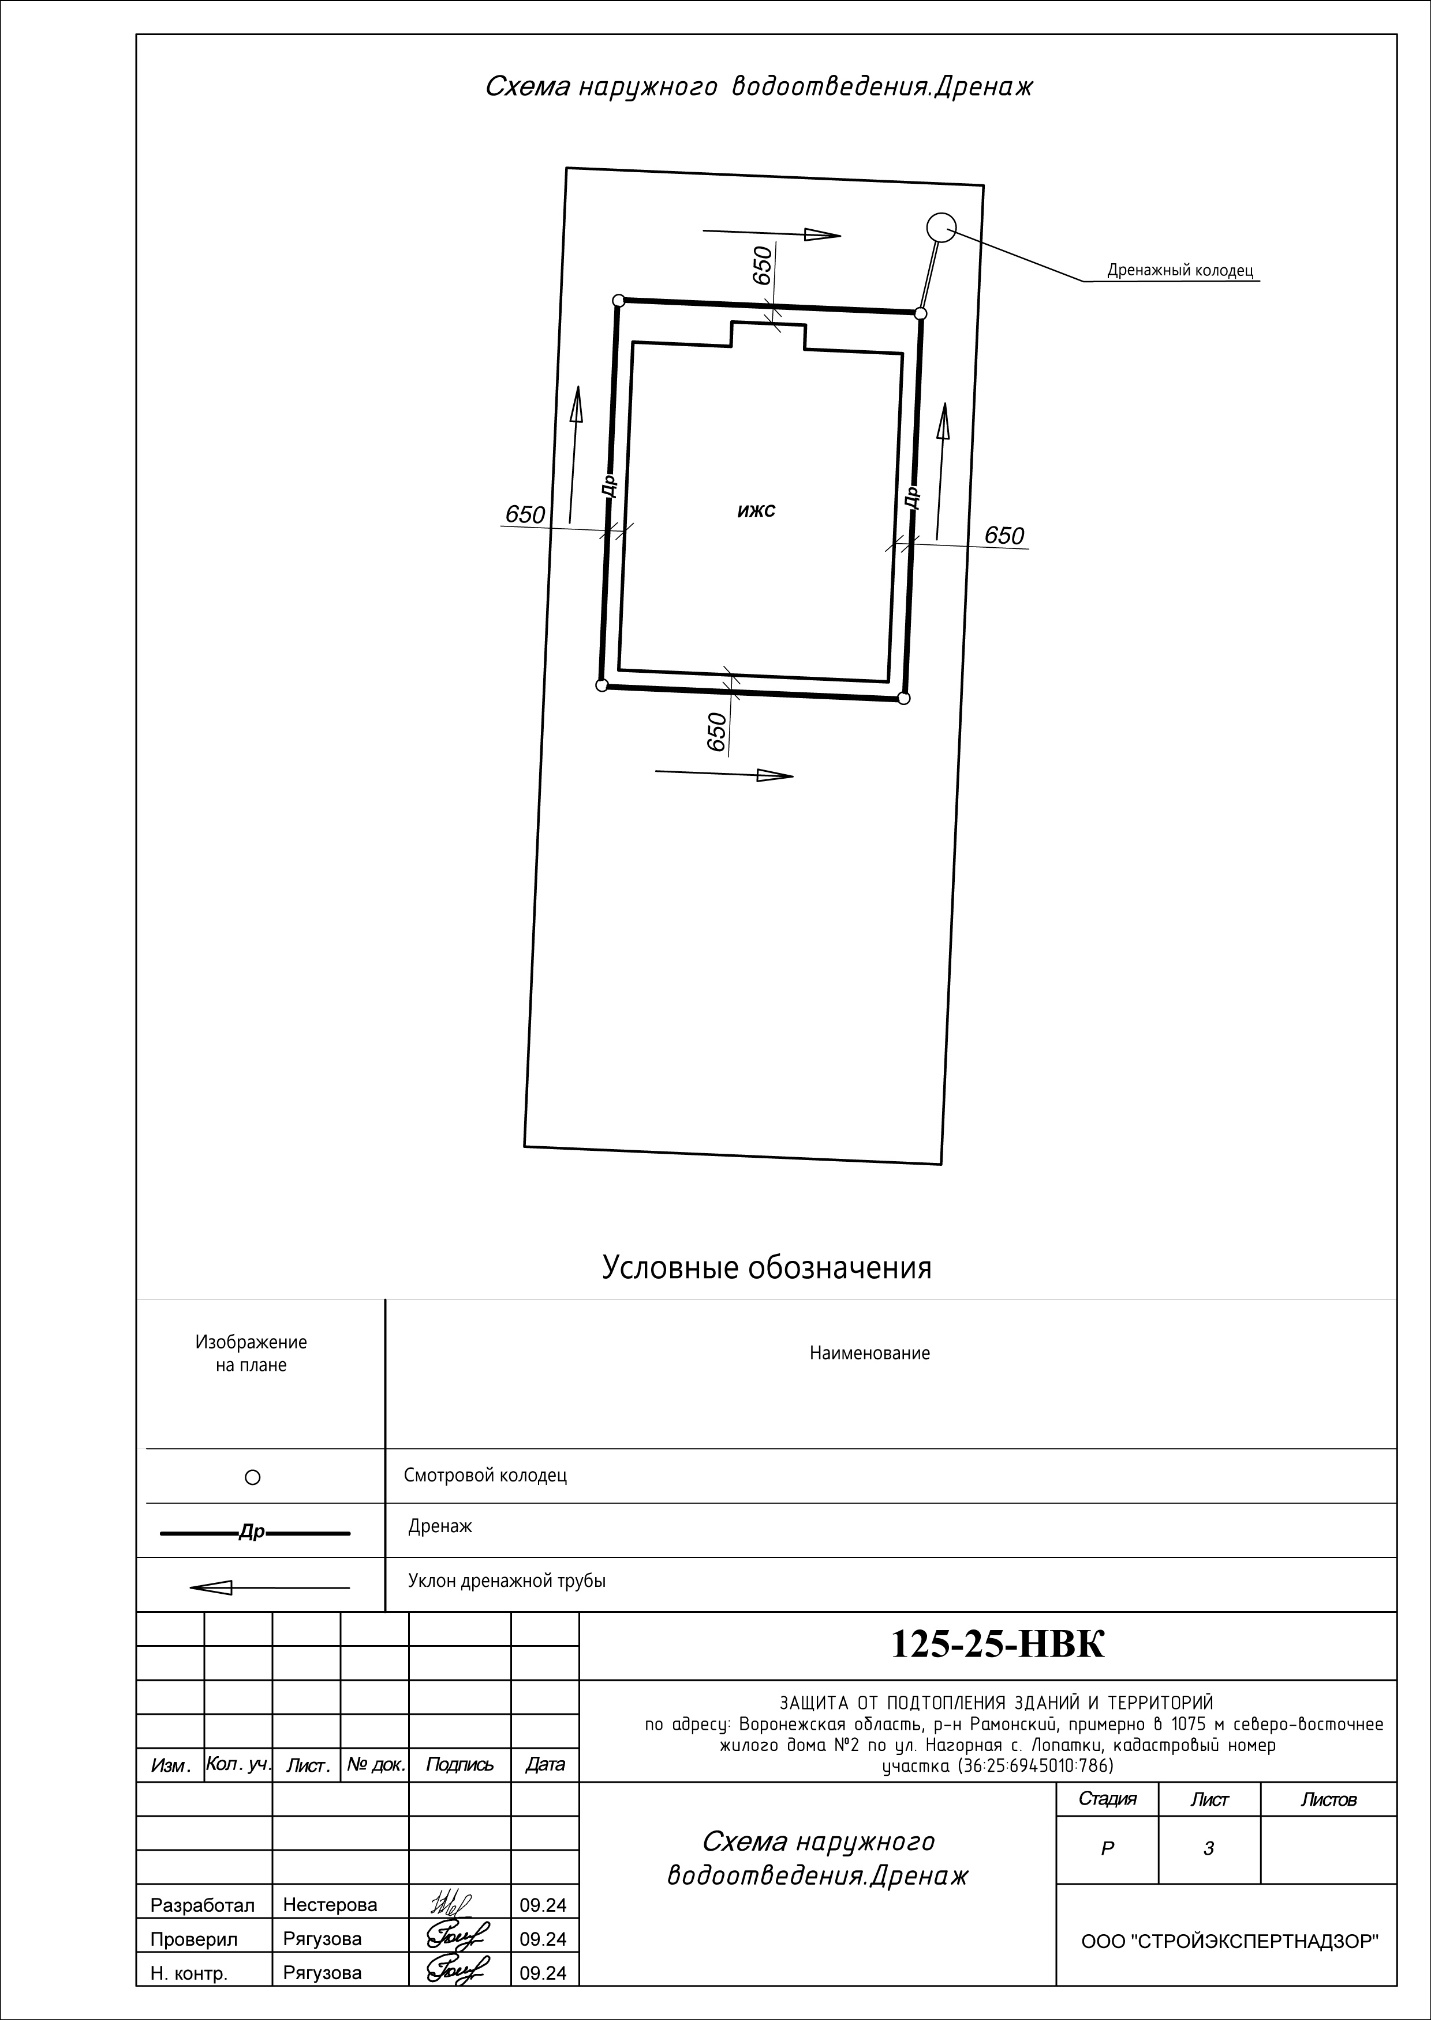 Схема наружного водоотведения.Дренаж
650
Дренажный колодец
Др
Др
650
ИЖС
650
650
Условные обозначения
Изображение
на плане
Наименование
Смотровой колодец
Др
Дренаж
Уклон дренажной трубы
125-25-НВК
ЗАЩИТА ОТ ПОДТОПЛЕНИЯ ЗДАНИЙ И ТЕРРИТОРИЙ
по адресу: Воронежская область, р-н Рамонский, примерно в 1075 м северо-восточнее
жилого дома №2 по ул. Нагорная с. Лопатки, кадастровый номер
участка (36:25:6945010:786)
Изм. Кол. уч. Лист. № док. Подпись Дата
Стадия Лист Листов
Схема наружного
водоотведения.Дренаж
Р 3
Разработал Нестерова 09.24
Проверил Рягузова 09.24
Н. контр. Рягузова 09.24
ООО "СТРОЙЭКСПЕРТНАДЗОР"